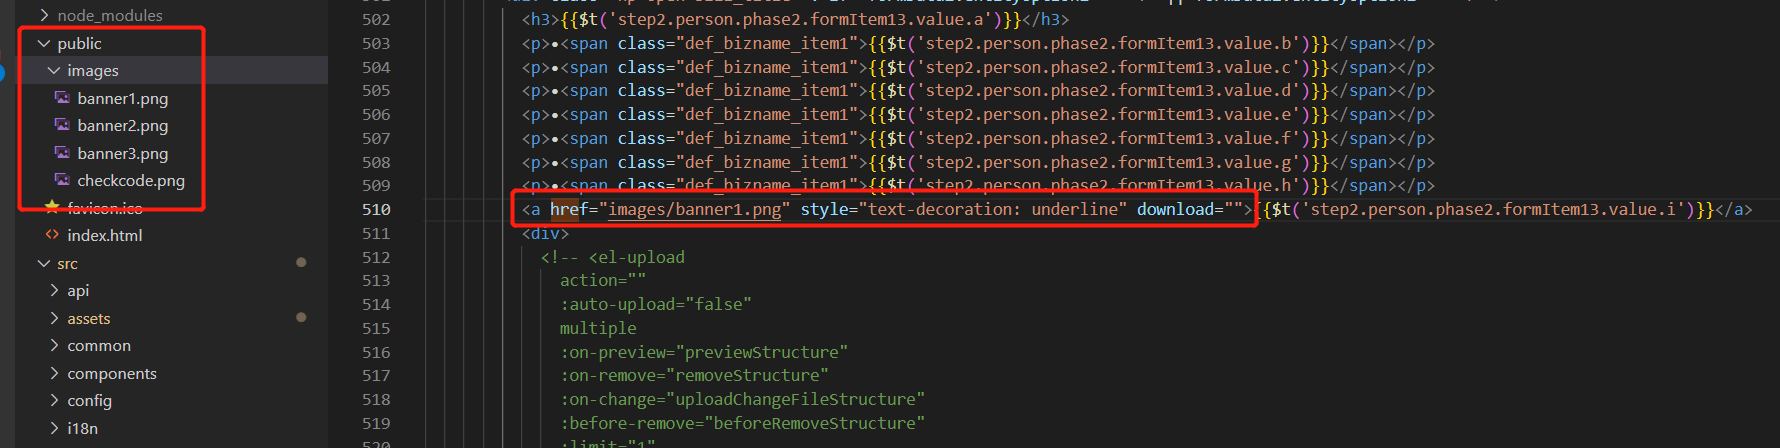 node_modules
public
images
banner1.png
banner2.png
banner3.png
checkcode.png
favicon.ico
index.html
src
api
assets
common
components
config
i18n
502 <h3>{{$t('step2.person.phase2.formItem13.value.a')}}</h3>
503 <p>•<span class="def_bizname_item1">{{$t('step2.person.phase2.formItem13.value.b')}}</span></p>
504 <p>•<span class="def_bizname_item1">{{$t('step2.person.phase2.formItem13.value.c')}}</span></p>
505 <p>•<span class="def_bizname_item1">{{$t('step2.person.phase2.formItem13.value.d')}}</span></p>
506 <p>•<span class="def_bizname_item1">{{$t('step2.person.phase2.formItem13.value.e')}}</span></p>
507 <p>•<span class="def_bizname_item1">{{$t('step2.person.phase2.formItem13.value.f')}}</span></p>
508 <p>•<span class="def_bizname_item1">{{$t('step2.person.phase2.formItem13.value.g')}}</span></p>
509 <p>•<span class="def_bizname_item1">{{$t('step2.person.phase2.formItem13.value.h')}}</span></p>
510 <a href="images/banner1.png" style="text-decoration: underline" download="">{{$t('step2.person.phase2.formItem13.value.i')}}</a>
511 <div>
512 <!-- <el-upload
513 action=""
514 :auto-upload="false"
515 multiple
516 :on-preview="previewStructure"
517 :on-remove="removeStructure"
518 :on-change="uploadChangeFileStructure"
519 :before-remove="beforeRemoveStructure"
520 :limit="1"